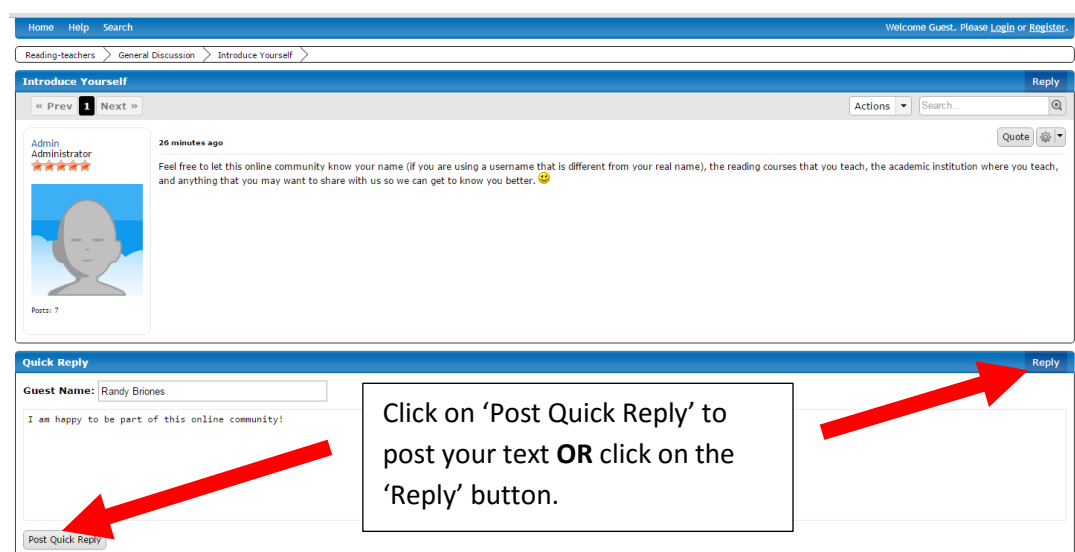 Home Help Search Welcome Guest. Please Login or Register.
Reading-teachers General Discussion Introduce Yourself
Introduce Yourself Reply
« Prev 1 Next » Actions Search...
Quote
Admin
Administrator
26 minutes ago
Feel free to let this online community know your name (if you are using a username that is different from your real name), the reading courses that you teach, the academic institution where you teach,
and anything that you may want to share with us so we can get to know you better.
Posts: 7
Quick Reply Reply
Guest Name: Randy Briones
I am happy to be part of this online community!
Click on ‘Post Quick Reply’ to
post your text OR click on the
‘Reply’ button.
Post Quick Reply